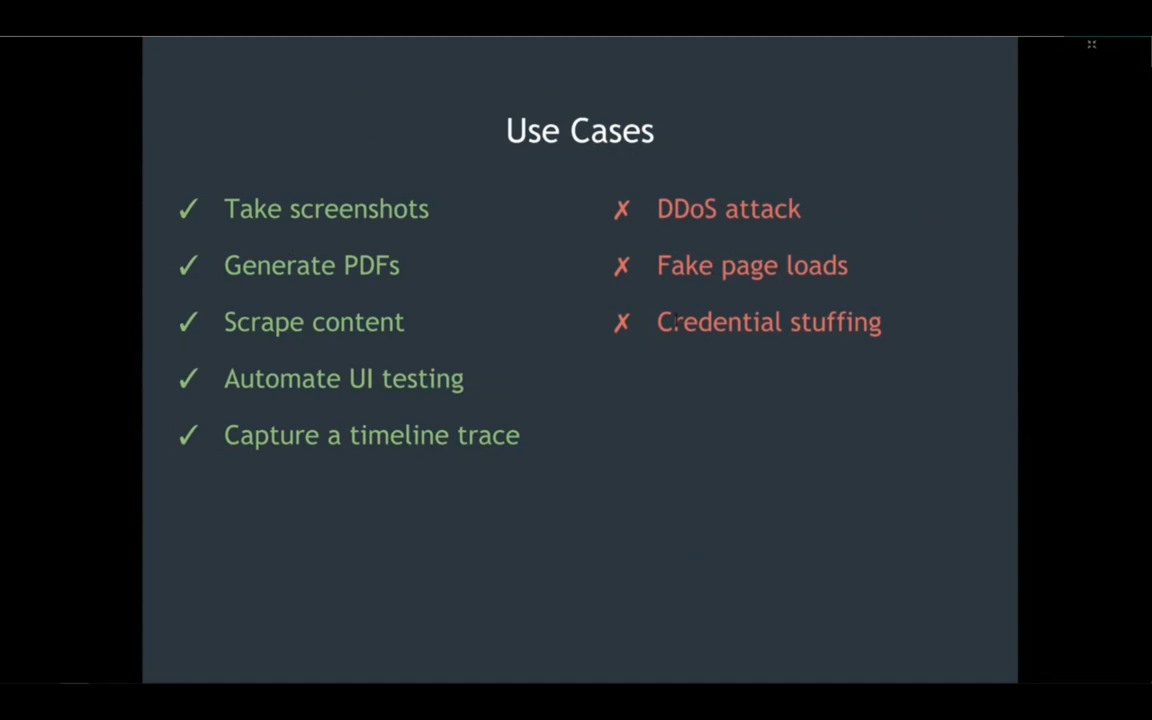 Use Cases
✓ Take screenshots
✓ Generate PDFs
✓ Scrape content
✓ Automate UI testing
✓ Capture a timeline trace
✗ DDoS attack
✗ Fake page loads
✗ Credential stuffing